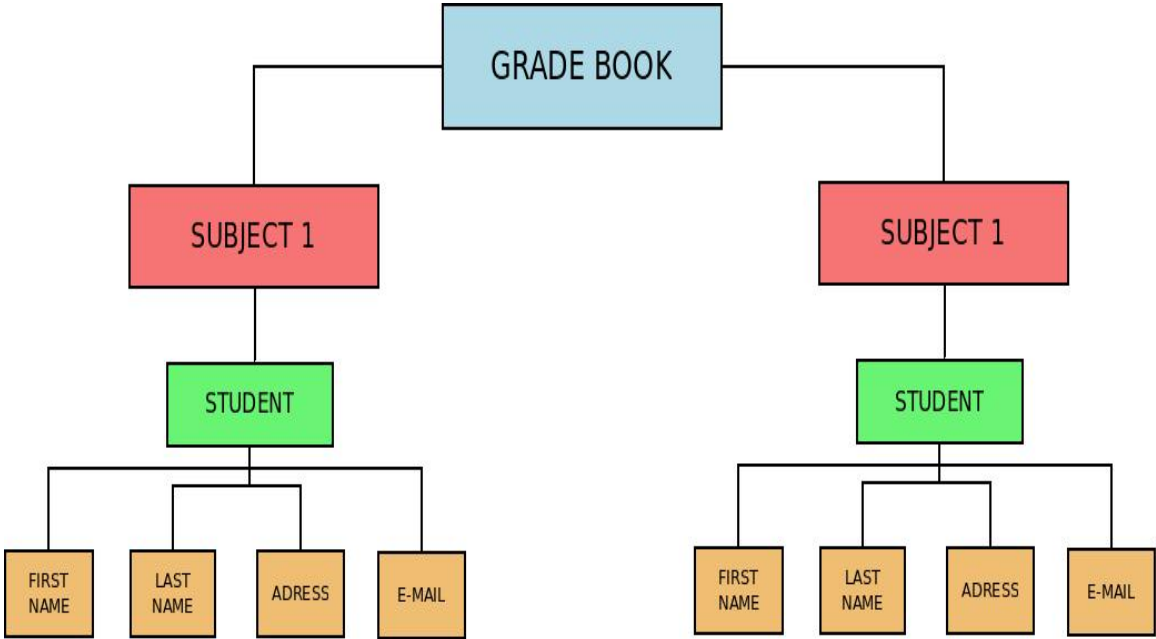 GRADE BOOK
SUBJECT 1
SUBJECT 1
STUDENT
STUDENT
FIRST
NAME
LAST
NAME
ADRESS
E-MAIL
FIRST
NAME
LAST
NAME
ADRESS
E-MAIL